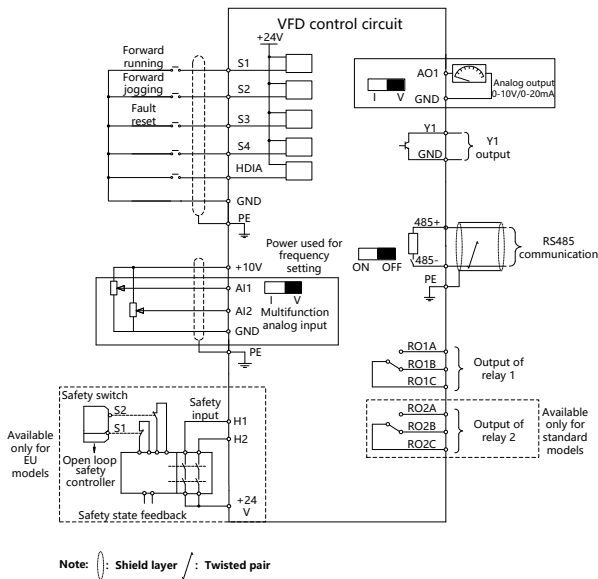 VFD control circuit
+24V
Forward
running
S1
Forward
jogging
S2
Fault
reset
S3
S4
HDIA
GND
PE
AO1
I V
GND
Analog output
0-10V/0-20mA
Y1
GND
Y1
output
485+
ON OFF
485-
PE
RS485
communication
Power used for
frequency
setting
+10V
AI1
I V
AI2
Multifunction
analog input
GND
PE
RO1A
RO1B
RO1C
Output of
relay 1
RO2A
RO2B
RO2C
Output of
relay 2
Available
only for
standard
models
Safety switch
S2
S1
Safety
input
H1
H2
Available
only for
EU
models
Open loop
safety
controller
+24
V
Safety state feedback
Note: : Shield layer : Twisted pair